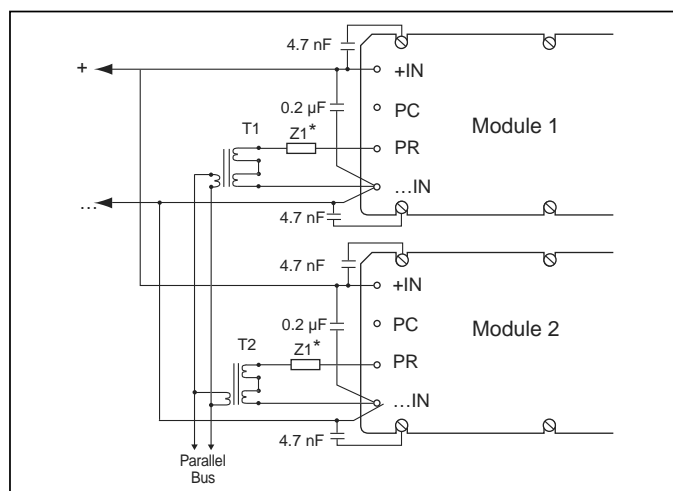 4.7 nF
+
+IN
0.2 µF
PC
T1
Z1*
Module 1
PR
…IN
…
4.7 nF
4.7 nF
+IN
0.2 µF
PC
Module 2
T2
Z1*
PR
…IN
4.7 nF
Parallel
Bus